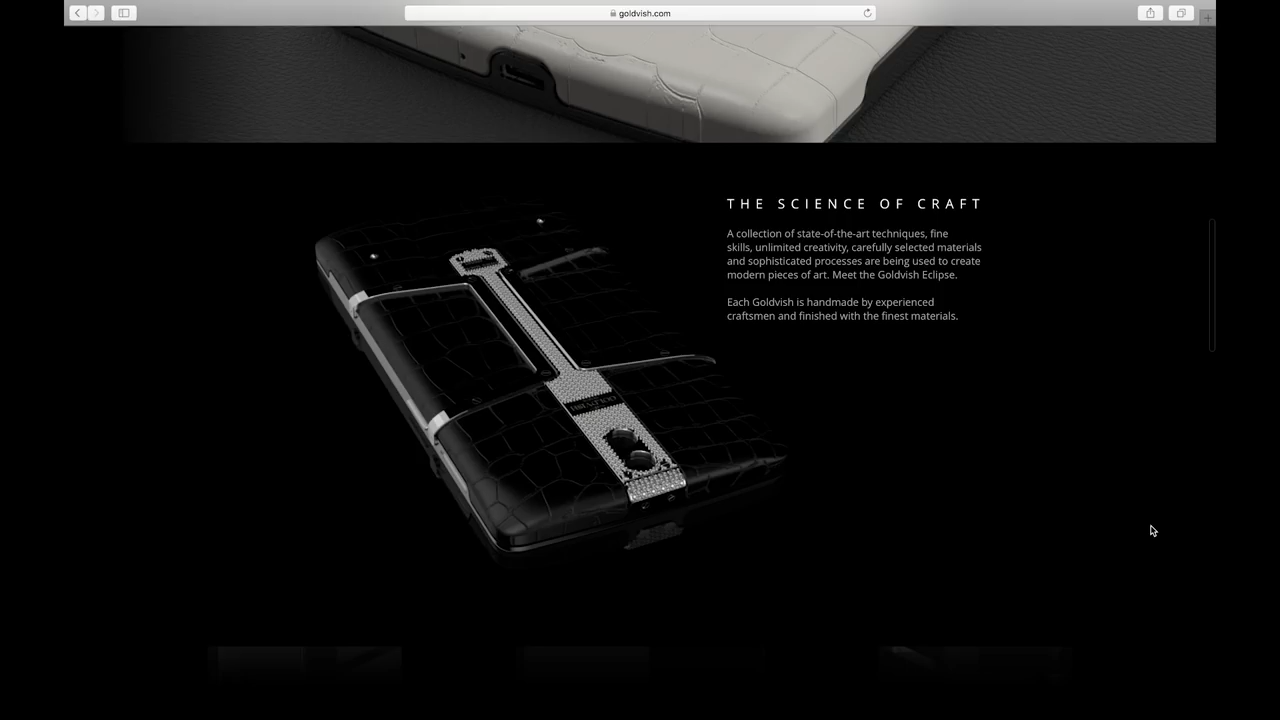 goldvish.com
THE SCIENCE OF CRAFT
A collection of state-of-the-art techniques, fine
skills, unlimited creativity, carefully selected materials
and sophisticated processes are being used to create
modern pieces of art. Meet the Goldvish Eclipse.
Each Goldvish is handmade by experienced
craftsmen and finished with the finest materials.
GOLDVISH